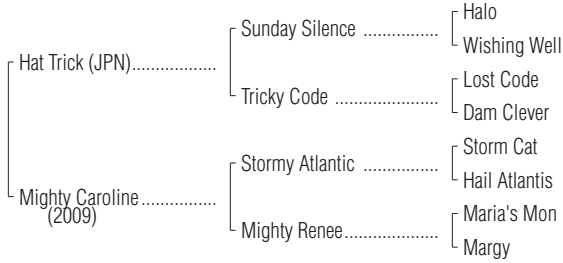 Halo
Sunday Silence ................
Wishing Well
Hat Trick (JPN)..................
Lost Code
Tricky Code ......................
Dam Clever
Storm Cat
Stormy Atlantic ................
Hail Atlantis
Mighty Caroline................
(2009)
Maria's Mon
Mighty Renee....................
Margy